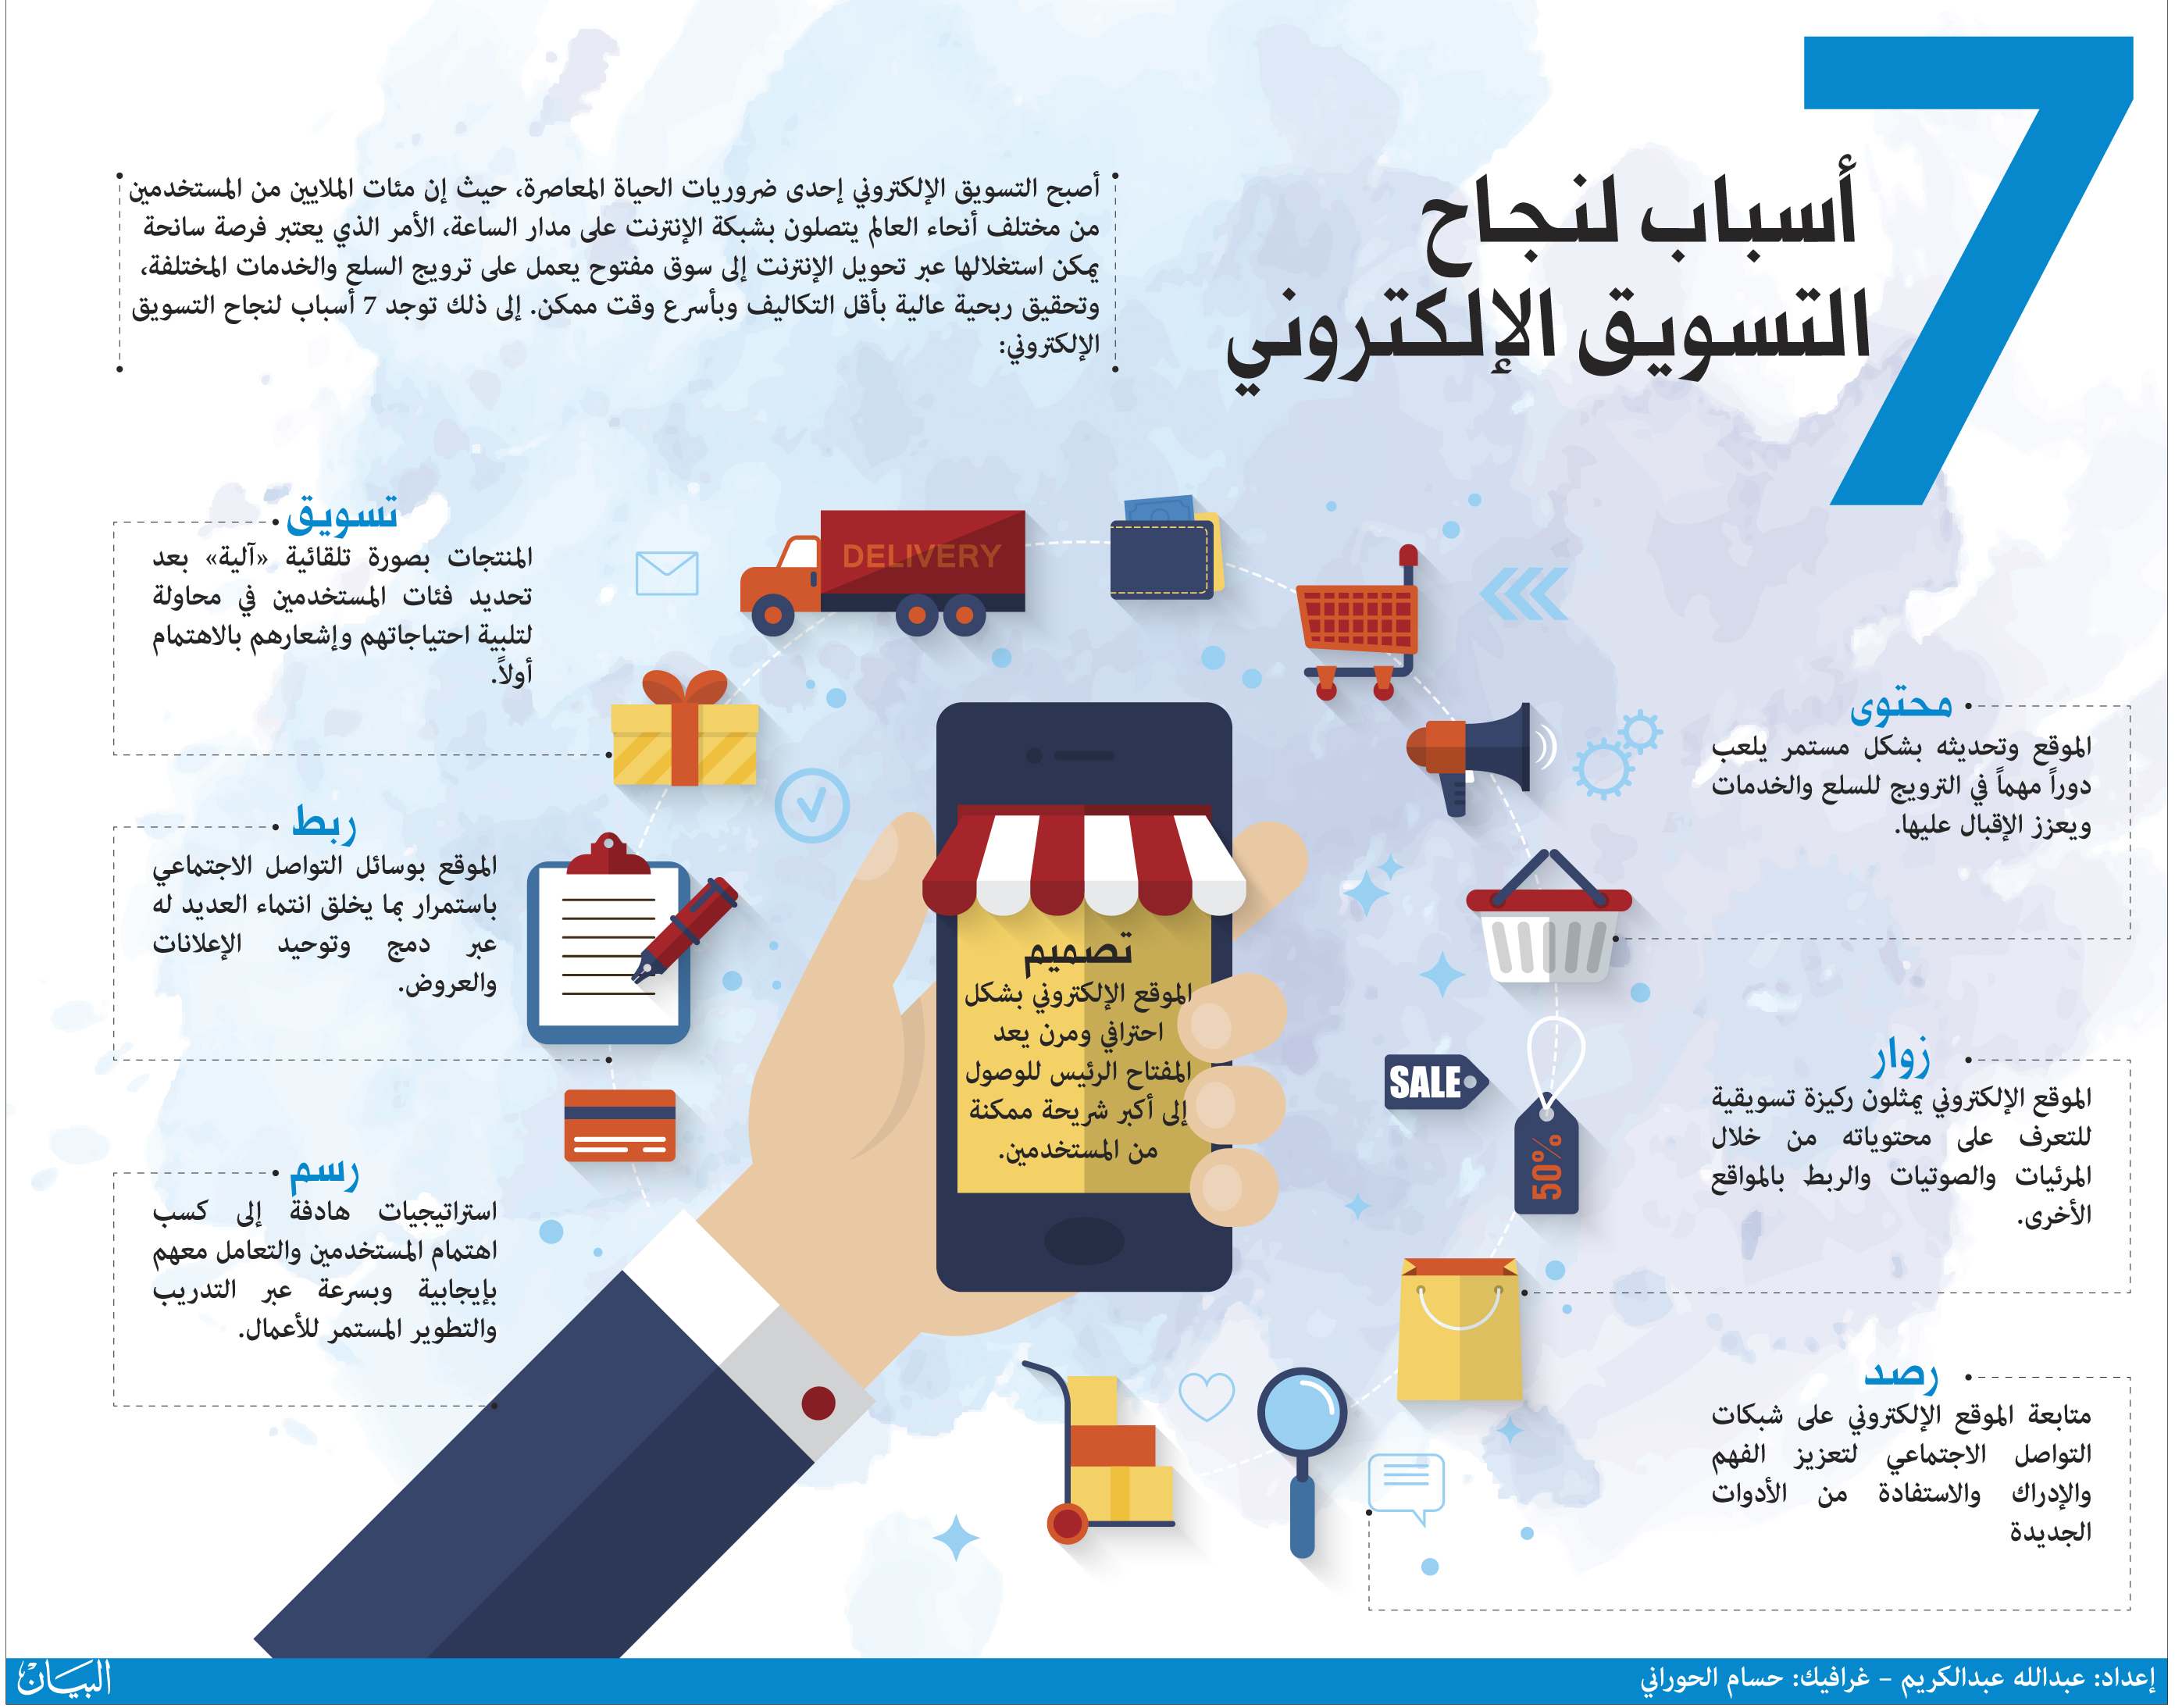 7
أسباب لنجاح
التسويق الإلكتروني
أصبح التسويق الإلكتروني إحدى ضروريات الحياة المعاصرة، حيث إن مئات الملايين من المستخدمين
من مختلف أنحاء العالم يتصلون بشبكة الإنترنت على مدار الساعة، الأمر الذي يعتبر فرصة سانحة
يمكن استغلالها عبر تحويل الإنترنت إلى سوق مفتوح يعمل على ترويج السلع والخدمات المختلفة،
وتحقيق ربحية عالية بأقل التكاليف وبأسرع وقت ممكن. إلى ذلك توجد 7 أسباب لنجاح التسويق
الإلكتروني:
محتوى
الموقع وتحديثه بشكل مستمر يلعب
دوراً مهماً في الترويج للسلع والخدمات
ويعزز الإقبال عليها.
زوار
الموقع الإلكتروني يمثلون ركيزة تسويقية
للتعرف على محتوياته من خلال
المرئيات والصوتيات والربط بالمواقع
الأخرى.
رصد
متابعة الموقع الإلكتروني على شبكات
التواصل الاجتماعي لتعزيز الفهم
والإدراك والاستفادة من الأدوات
الجديدة
DELIVERY
SALE
50%
تصميم
الموقع الإلكتروني بشكل
احترافي ومرن يعد
المفتاح الرئيس للوصول
إلى أكبر شريحة ممكنة
من المستخدمين.
تسويق
المنتجات بصورة تلقائية «آلية» بعد
تحديد فئات المستخدمين في محاولة
لتلبية احتياجاتهم وإشعارهم بالاهتمام
أولاً.
ربط
الموقع بوسائل التواصل الاجتماعي
باستمرار بما يخلق انتماء العديد له
عبر دمج وتوحيد الإعلانات
والعروض.
رسم
استراتيجيات هادفة إلى كسب
اهتمام المستخدمين والتعامل معهم
بإيجابية وبسرعة عبر التدريب
والتطوير المستمر للأعمال.
إعداد: عبدالله عبدالكريم – غرافيك: حسام الحوراني
البيان